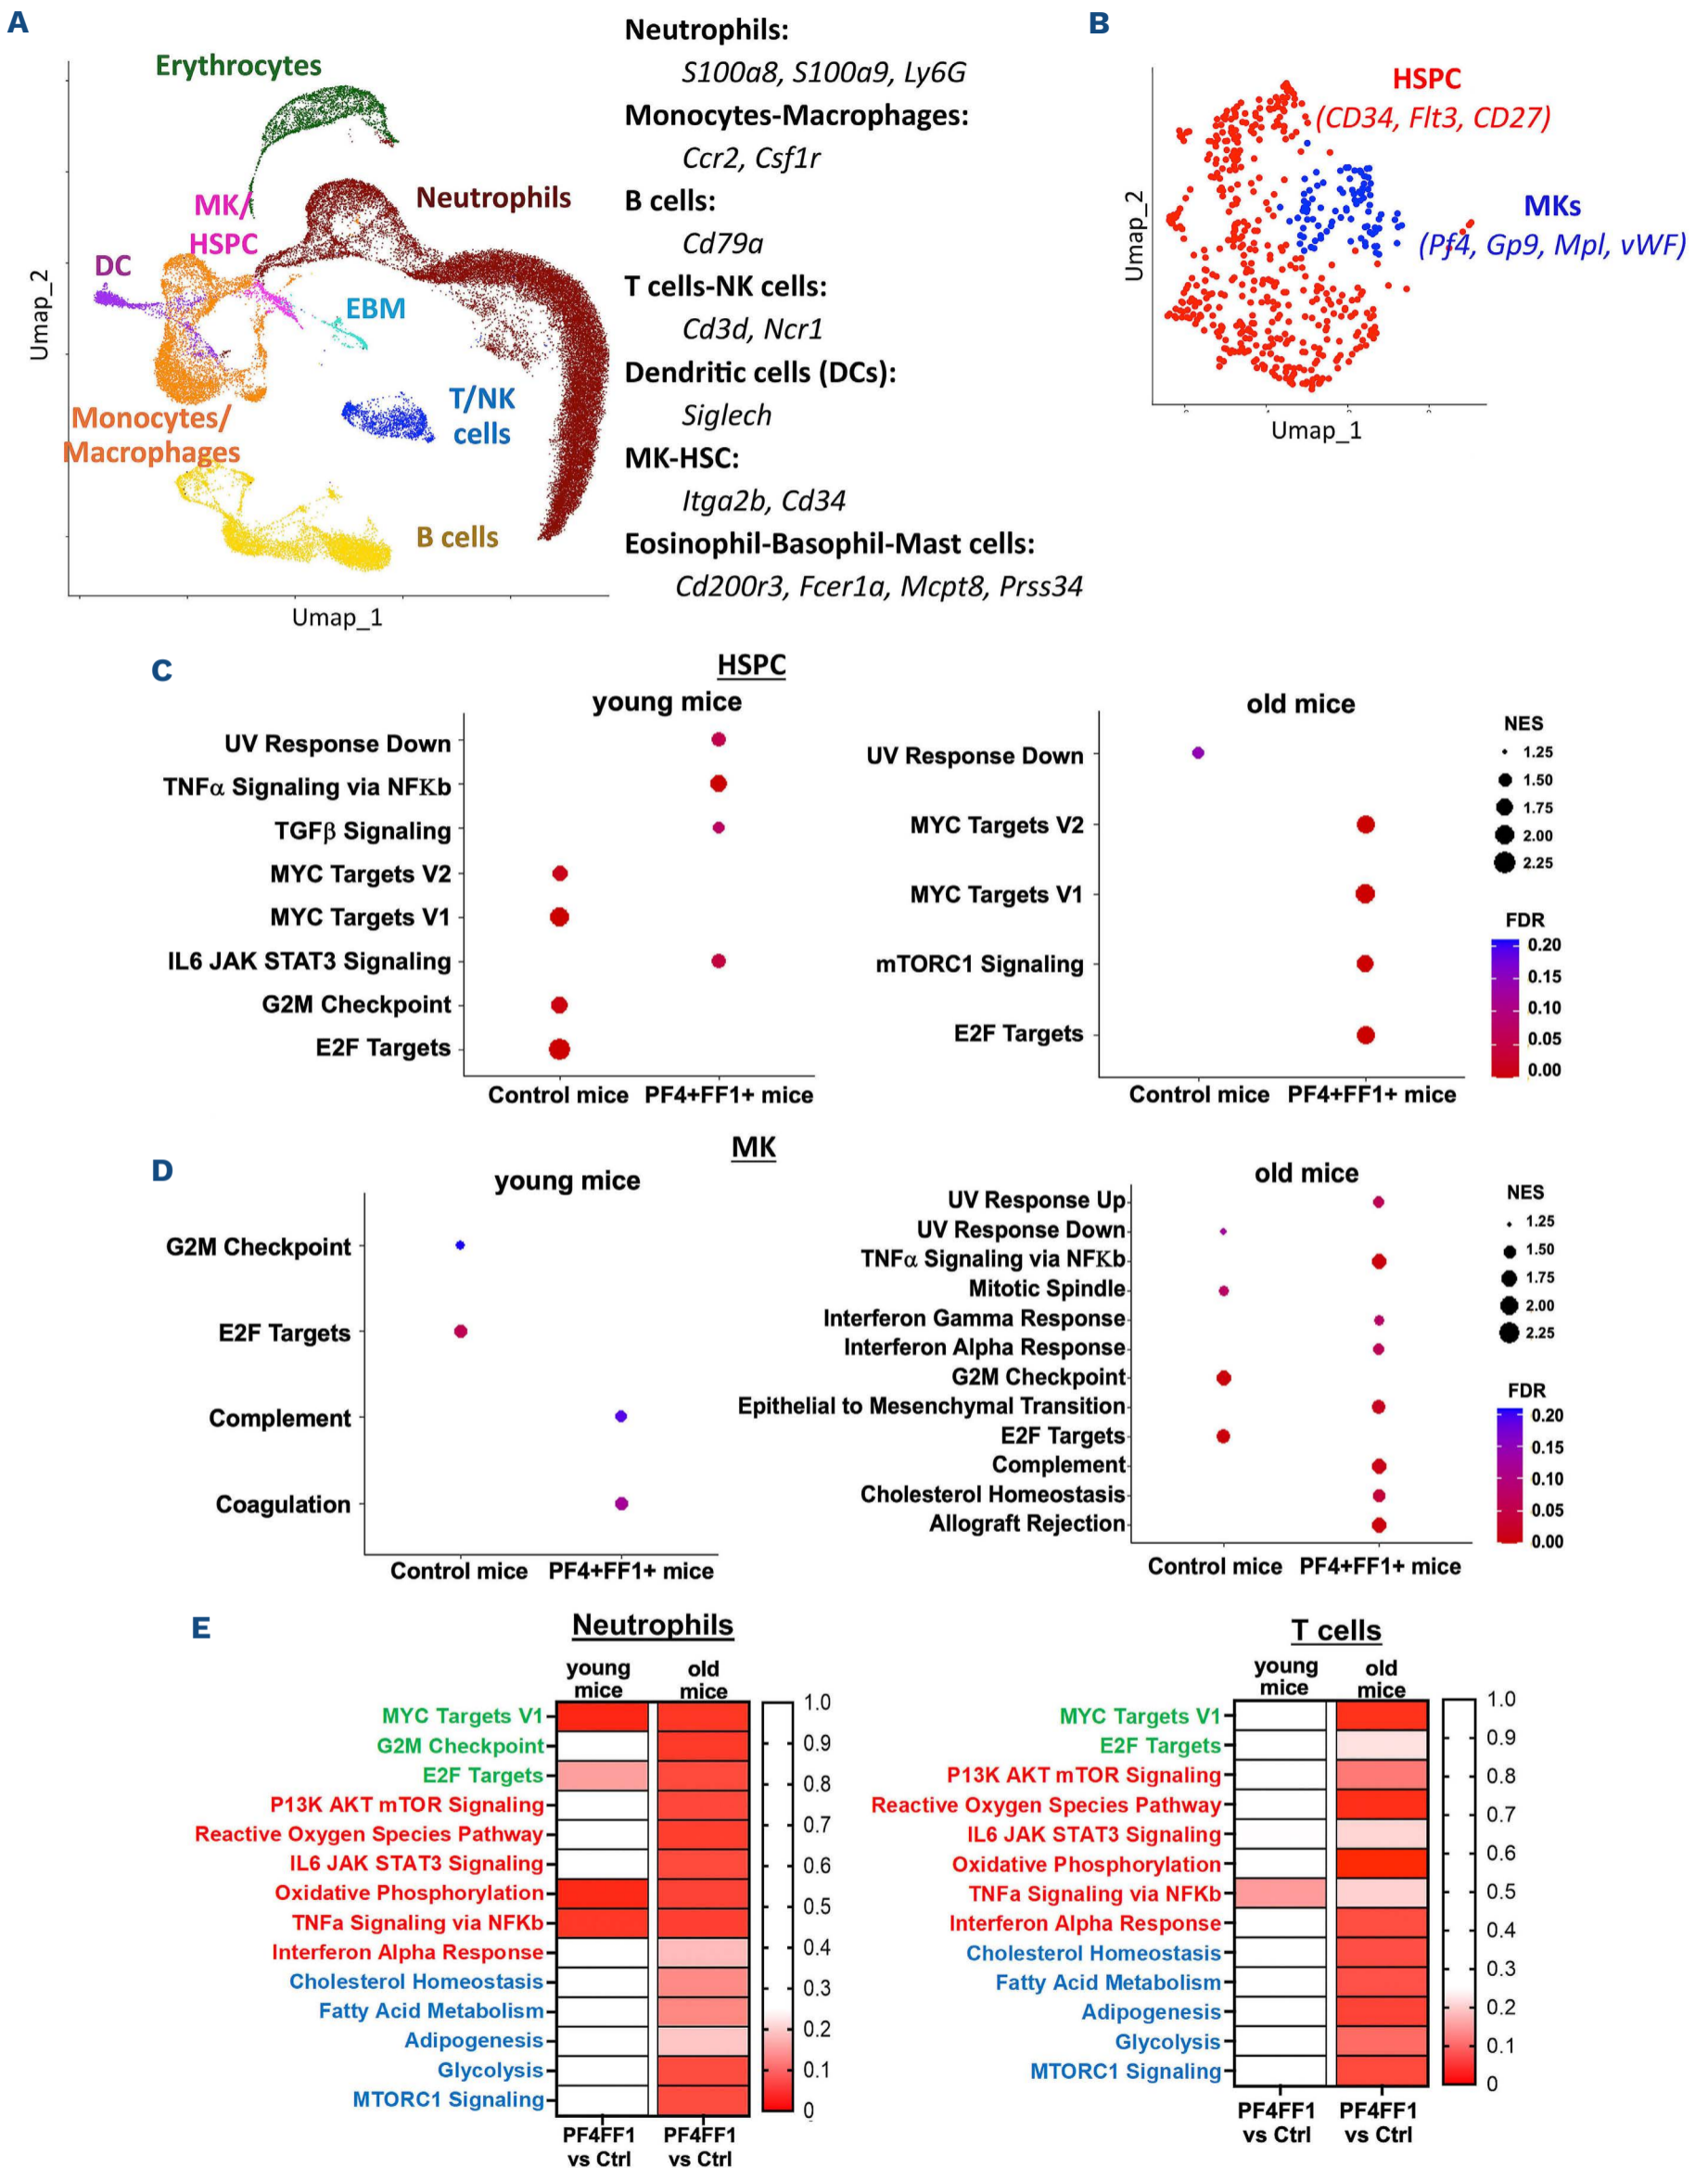 A
Erythrocytes
MK/
HSPC
Neutrophils
DC
EBM
T/NK
cells
Monocytes/
Macrophages
B cells
Umap_2
Umap_1
Neutrophils:
S100a8, S100a9, Ly6G
Monocytes-Macrophages:
Ccr2, Csf1r
B cells:
Cd79a
T cells-NK cells:
Cd3d, Ncr1
Dendritic cells (DCs):
Siglech
MK-HSC:
Itga2b, Cd34
Eosinophil-Basophil-Mast cells:
Cd200r3, Fcer1a, Mcpt8, Prss34
B
HSPC
(CD34, Flt3, CD27)
MKs
(Pf4, Gp9, Mpl, vWF)
Umap_2
Umap_1
C
HSPC
young mice
UV Response Down
TNFα Signaling via NFKb
TGFβ Signaling
MYC Targets V2
MYC Targets V1
IL6 JAK STAT3 Signaling
G2M Checkpoint
E2F Targets
Control mice PF4+FF1+ mice
old mice
UV Response Down
MYC Targets V2
MYC Targets V1
mTORC1 Signaling
E2F Targets
Control mice PF4+FF1+ mice
NES
1.25
1.50
1.75
2.00
2.25
FDR
0.20
0.15
0.10
0.05
0.00
D
MK
young mice
G2M Checkpoint
E2F Targets
Complement
Coagulation
Control mice PF4+FF1+ mice
old mice
UV Response Up
UV Response Down
TNFα Signaling via NFKb
Mitotic Spindle
Interferon Gamma Response
Interferon Alpha Response
G2M Checkpoint
Epithelial to Mesenchymal Transition
E2F Targets
Complement
Cholesterol Homeostasis
Allograft Rejection
Control mice PF4+FF1+ mice
NES
1.25
1.50
1.75
2.00
2.25
FDR
0.20
0.15
0.10
0.05
0.00
E
Neutrophils
young old
mice mice
MYC Targets V1
G2M Checkpoint
E2F Targets
P13K AKT mTOR Signaling
Reactive Oxygen Species Pathway
IL6 JAK STAT3 Signaling
Oxidative Phosphorylation
TNFa Signaling via NFKb
Interferon Alpha Response
Cholesterol Homeostasis
Fatty Acid Metabolism
Adipogenesis
Glycolysis
MTORC1 Signaling
PF4FF1 PF4FF1
vs Ctrl vs Ctrl
1.0
0.9
0.8
0.7
0.6
0.5
0.4
0.3
0.2
0.1
0
T cells
young old
mice mice
MYC Targets V1
E2F Targets
P13K AKT mTOR Signaling
Reactive Oxygen Species Pathway
IL6 JAK STAT3 Signaling
Oxidative Phosphorylation
TNFa Signaling via NFKb
Interferon Alpha Response
Cholesterol Homeostasis
Fatty Acid Metabolism
Adipogenesis
Glycolysis
MTORC1 Signaling
PF4FF1 PF4FF1
vs Ctrl vs Ctrl
1.0
0.9
0.8
0.7
0.6
0.5
0.4
0.3
0.2
0.1
0